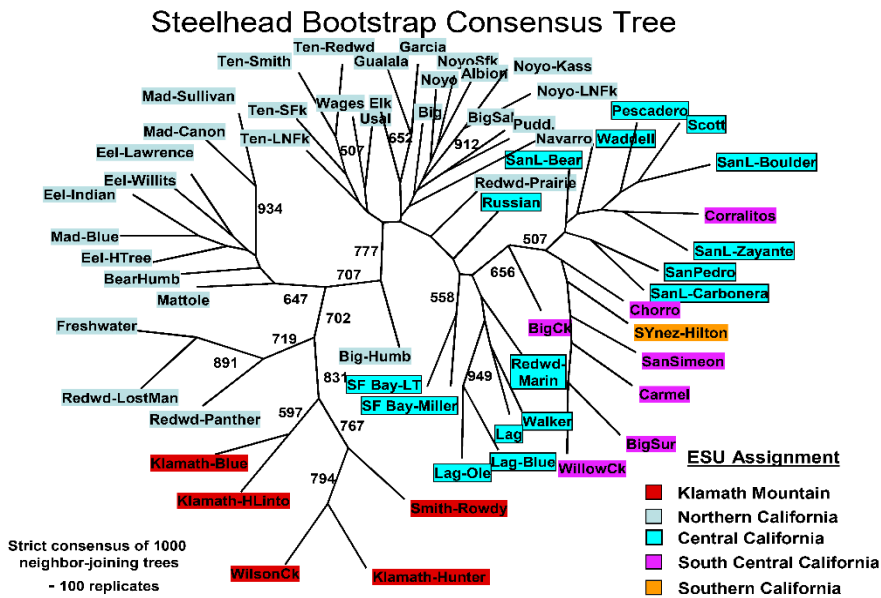 Steelhead Bootstrap Consensus Tree
Ten-Redwd
Garcia
Ten-Smith
Gualala
NoyoSfk
Noyo
Albion
Noyo-Kass
Mad-Sullivan
Ten-SFk
Wages
Elk
Usal
Big
BigSal
Noyo-LNFk
Pescadero
Scott
Mad-Canon
Ten-LNFk
507
652
912
Pudd.
Navarro
Waddell
Eel-Lawrence
SanL-Bear
SanL-Boulder
Eel-Willits
Redwd-Prairie
Eel-Indian
934
Russian
Corralitos
Mad-Blue
507
SanL-Zayante
Eel-HTree
777
656
SanPedro
BearHumb
707
SanL-Carbonera
Mattole
647
558
Chorro
Freshwater
702
BigCk
SYnez-Hilton
719
Big-Humb
SanSimeon
891
831
SF Bay-LT
949
Redwd-
Marin
Redwd-LostMan
SF Bay-Miller
Carmel
Redwd-Panther
597
767
Walker
Lag
BigSur
Klamath-Blue
Lag-Ole
Lag-Blue
WillowCk
794
Klamath-HLinto
Smith-Rowdy
WilsonCk
Klamath-Hunter
ESU Assignment
Klamath Mountain
Northern California
Central California
South Central California
Southern California
Strict consensus of 1000
neighbor-joining trees
- 100 replicates